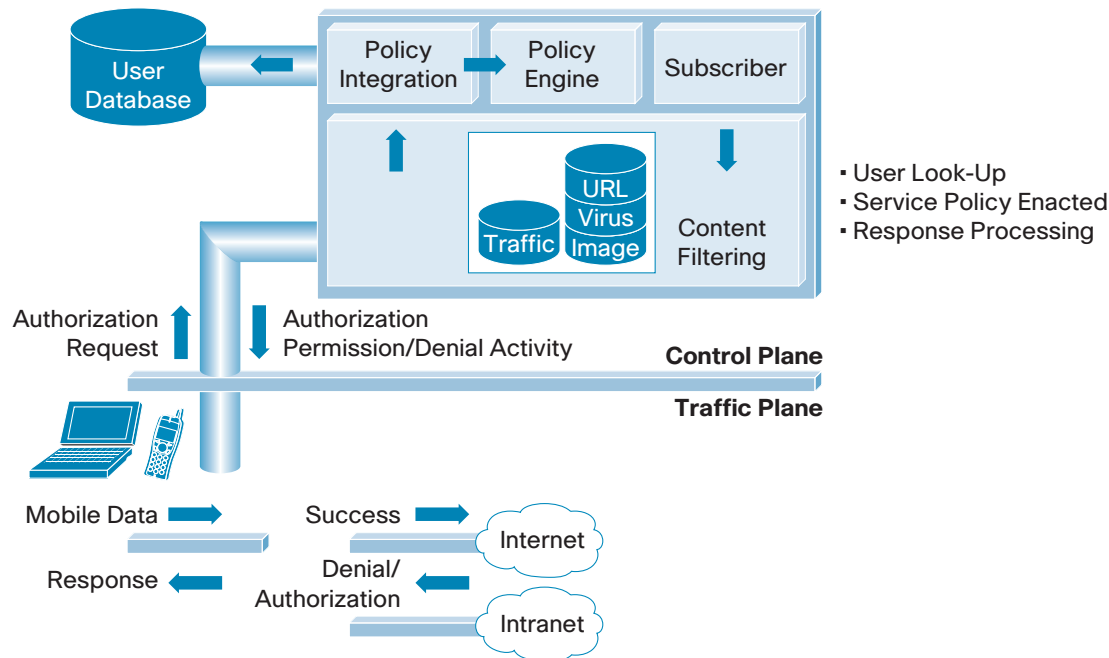 User
Database
Policy
Integration
Policy
Engine
Subscriber
URL
Virus
Image
Traffic
Content
Filtering
▪ User Look-Up
▪ Service Policy Enacted
▪ Response Processing
Authorization
Request
Authorization
Permission/Denial Activity
Control Plane
Traffic Plane
Mobile Data
Success
Internet
Response
Denial/
Authorization
Intranet